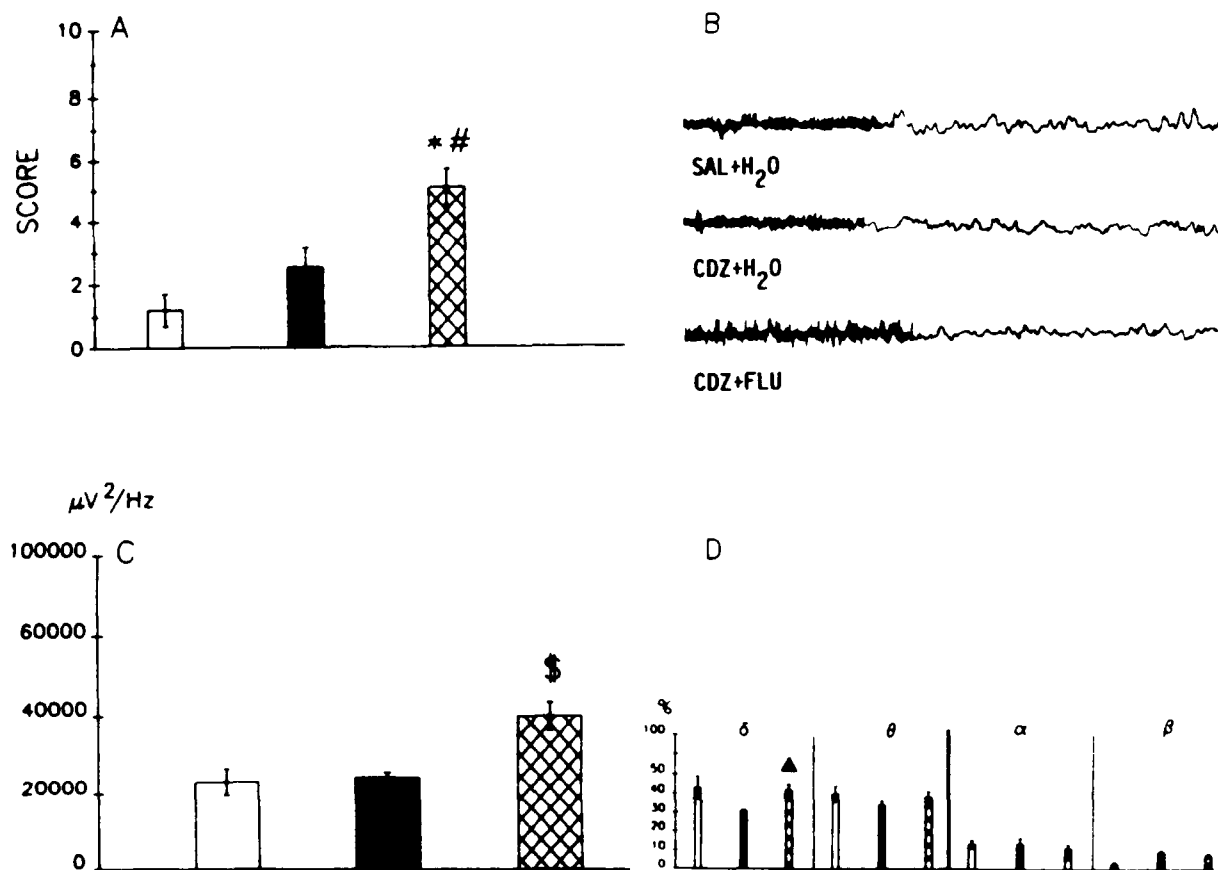 A
10
8
6
4
2
0
SCORE
*#
B
SAL+H2O
CDZ+H2O
CDZ+FLU
μV2/Hz
C
100000
60000
40000
20000
0
$
D
%
100
50
40
30
20
10
0
δ
θ
α
β